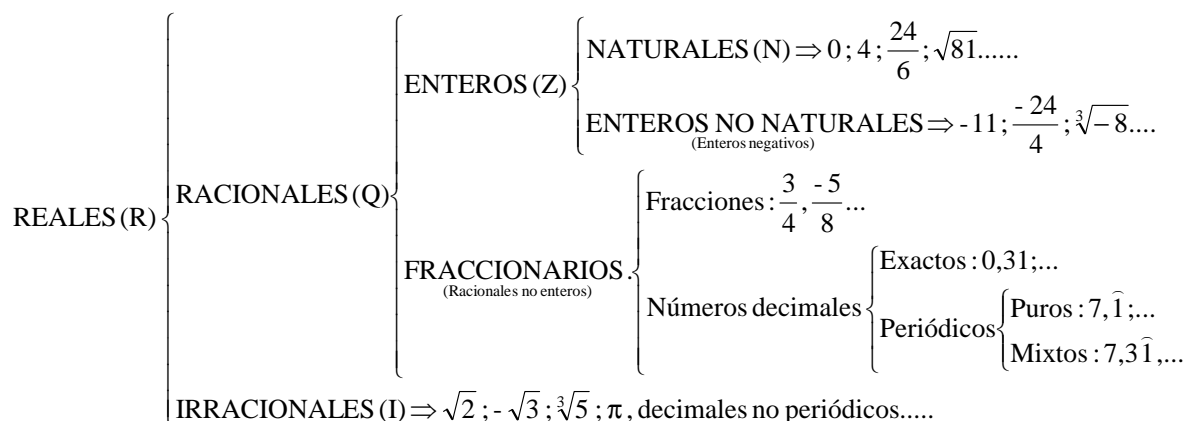 NATURALES (N) ⇒ 0 ; 4 ; 24/6 ; √81......
ENTEROS (Z)
ENTEROS NO NATURALES ⇒ -11 ; -24/4 ; ∛−8....
(Enteros negativos)
RACIONALES (Q)
Fracciones : 3/4 , -5/8 ...
REALES (R)
FRACCIONARIOS .
(Racionales no enteros)
Exactos : 0,31;...
Números decimales
Puros : 7,1̑ ;...
Periódicos
Mixtos : 7,31̑ ,...
IRRACIONALES (I) ⇒ √2 ; - √3 ; ∛5 ; π , decimales no periódicos.....